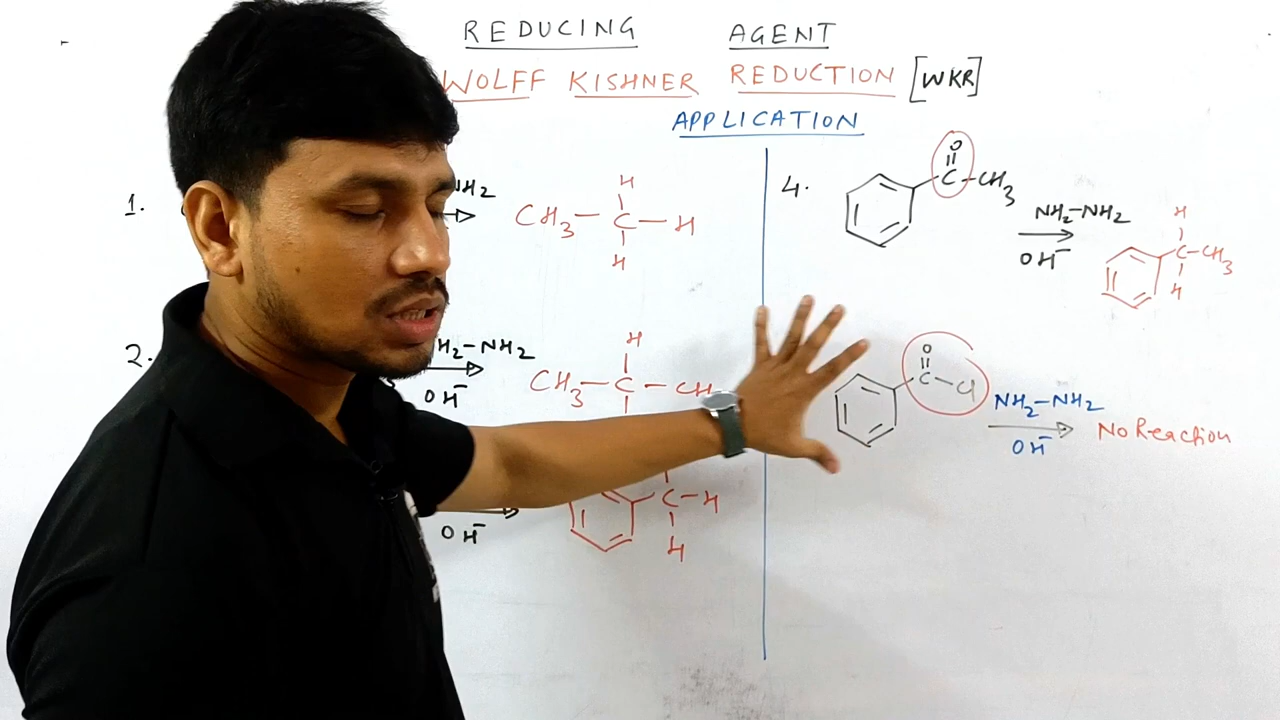 REDUCING AGENT
WOLFF KISHNER REDUCTION [WKR]
APPLICATION
1.
NH2
H
CH3—C—H
H
2.
H2-NH2
OH-
H
CH3—C—CH
OH-
C-H
H
4.
O
C-CH3
NH2-NH2
OH-
H
C-CH3
H
O
C-Cl
NH2-NH2
OH-
No Reaction